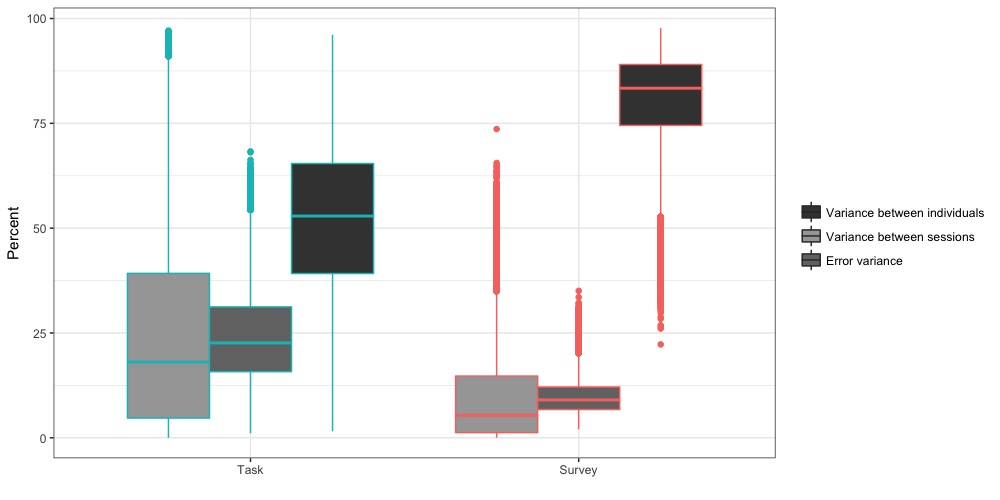 100
75
50
25
0
Percent
Task
Survey
Variance between individuals
Variance between sessions
Error variance